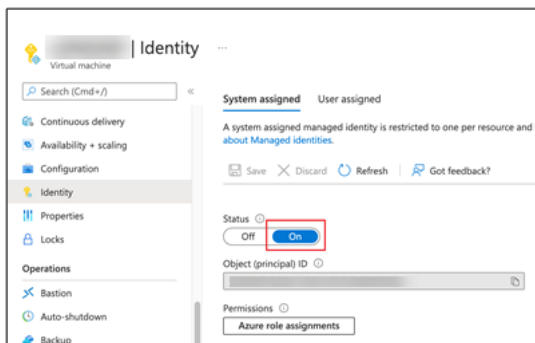 | Identity ...
Virtual machine
Search (Cmd+/)
«
Continuous delivery
Availability + scaling
Configuration
Identity
Properties
Locks
Operations
Bastion
Auto-shutdown
Backup
System assigned User assigned
A system assigned managed identity is restricted to one per resource and
about Managed identities.
Save Discard Refresh Got feedback?
Status
Off On
Object (principal) ID
Permissions
Azure role assignments